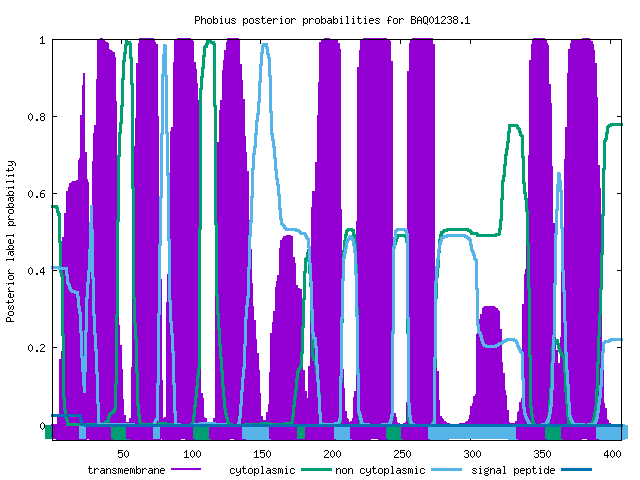 Phobius posterior probabilities for BAQ01238.1
1
0.8
0.6
0.4
0.2
0
Posterior label probability
50 100 150 200 250 300 350 400
transmembrane cytoplasmic non cytoplasmic signal peptide